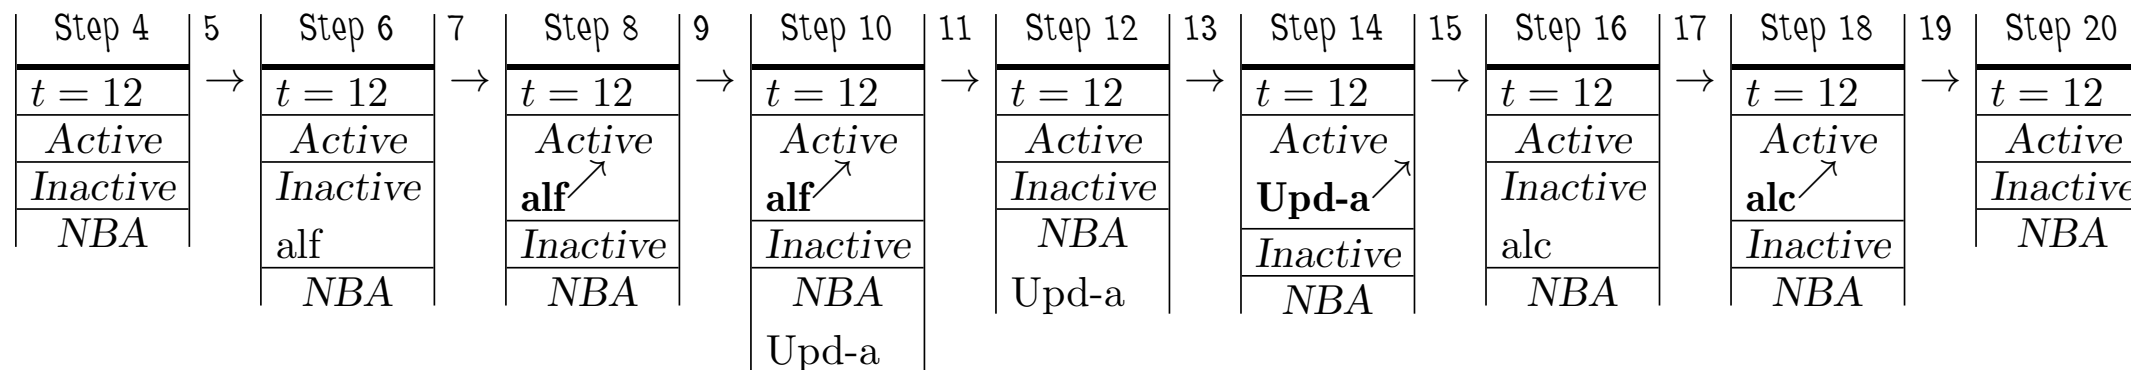 Step 4 5 Step 6 7 Step 8 9 Step 10 11 Step 12 13 Step 14 15 Step 16 17 Step 18 19 Step 20
t = 12 → t = 12 → t = 12 → t = 12 → t = 12 → t = 12 → t = 12 → t = 12 → t = 12
Active Active Active Active Active Active Active Active Active
Inactive Inactive alf↗ alf↗ Inactive Upd-a↗ Inactive alc↗ Inactive
NBA alf Inactive Inactive NBA Inactive alc Inactive NBA
NBA NBA NBA Upd-a NBA NBA NBA
Upd-a